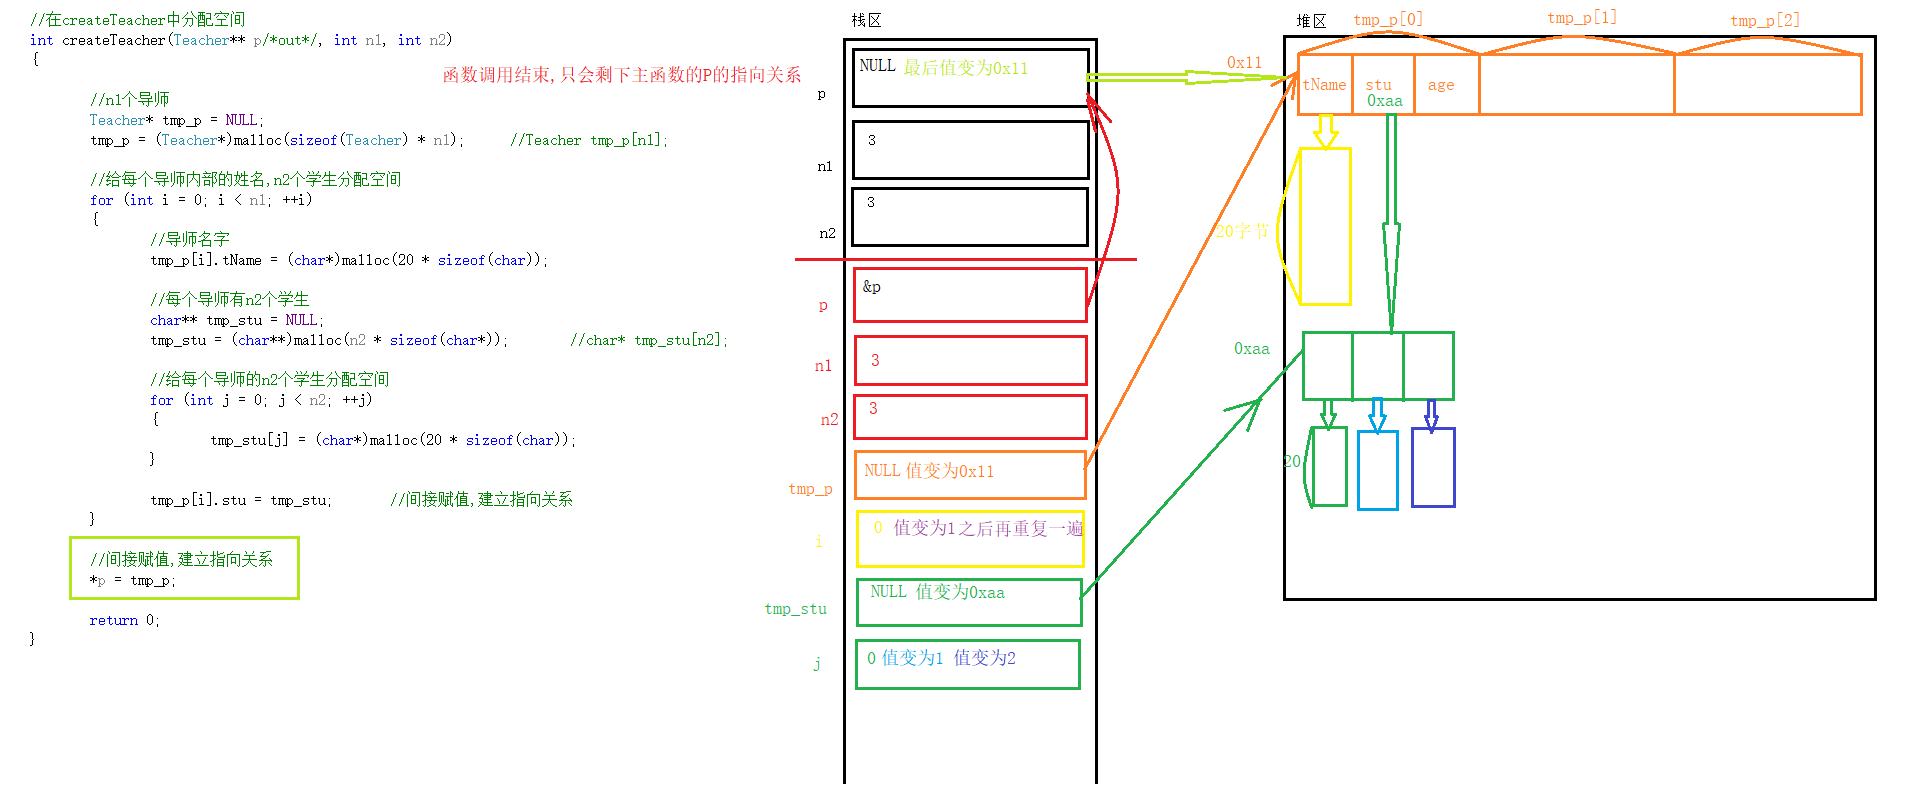 //在createTeacher中分配空间
int createTeacher(Teacher** p/*out*/, int n1, int n2)
{
函数调用结束,只会剩下主函数的P的指向关系
//n1个导师
Teacher* tmp_p = NULL;
tmp_p = (Teacher*)malloc(sizeof(Teacher) * n1); //Teacher tmp_p[n1];
//给每个导师内部的姓名,n2个学生分配空间
for (int i = 0; i < n1; ++i)
{
//导师名字
tmp_p[i].tName = (char*)malloc(20 * sizeof(char));
//每个导师有n2个学生
char** tmp_stu = NULL;
tmp_stu = (char**)malloc(n2 * sizeof(char*)); //char* tmp_stu[n2];
//给每个导师的n2个学生分配空间
for (int j = 0; j < n2; ++j)
{
tmp_stu[j] = (char*)malloc(20 * sizeof(char));
}
tmp_p[i].stu = tmp_stu; //间接赋值,建立指向关系
}
//间接赋值,建立指向关系
*p = tmp_p;
return 0;
}
栈区
NULL 最后值变为0x11
p
3
n1
3
n2
&p
p
3
n1
3
n2
NULL 值变为0x11
tmp_p
0 值变为1之后再重复一遍
i
NULL 值变为0xaa
tmp_stu
0 值变为1 值变为2
j
堆区
tmp_p[0] tmp_p[1] tmp_p[2]
0x11
tName stu age
0xaa
20字节
0xaa
20